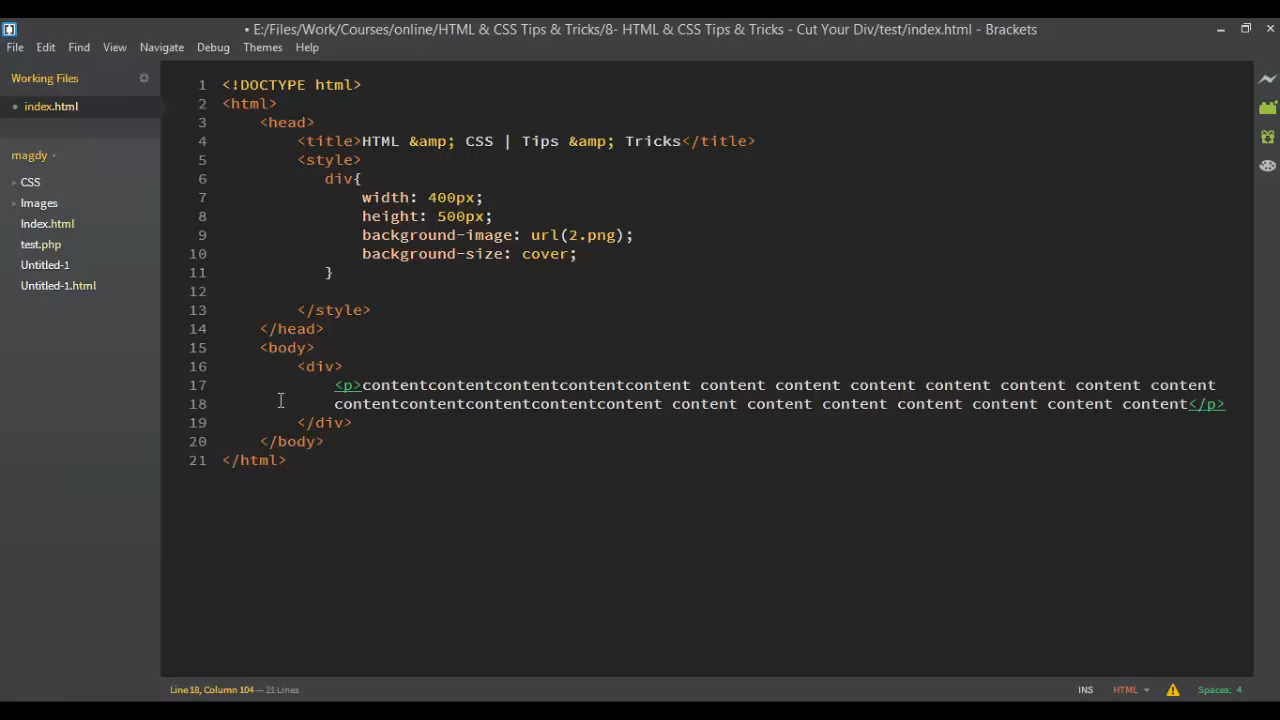 • E:/Files/Work/Courses/online/HTML & CSS Tips & Tricks/8- HTML & CSS Tips & Tricks - Cut Your Div/test/index.html - Brackets
File Edit Find View Navigate Debug Themes Help
Working Files
• index.html
magdy
CSS
Images
Index.html
test.php
Untitled-1
Untitled-1.html
1 <!DOCTYPE html>
2 <html>
3 <head>
4 <title>HTML &amp; CSS | Tips &amp; Tricks</title>
5 <style>
6 div{
7 width: 400px;
8 height: 500px;
9 background-image: url(2.png);
10 background-size: cover;
11 }
12
13 </style>
14 </head>
15 <body>
16 <div>
17 <p>contentcontentcontentcontentcontent content content content content content content content
18 contentcontentcontentcontentcontent content content content content content content content</p>
19 </div>
20 </body>
21 </html>
Line 18, Column 104 — 21 Lines
INS HTML Spaces: 4